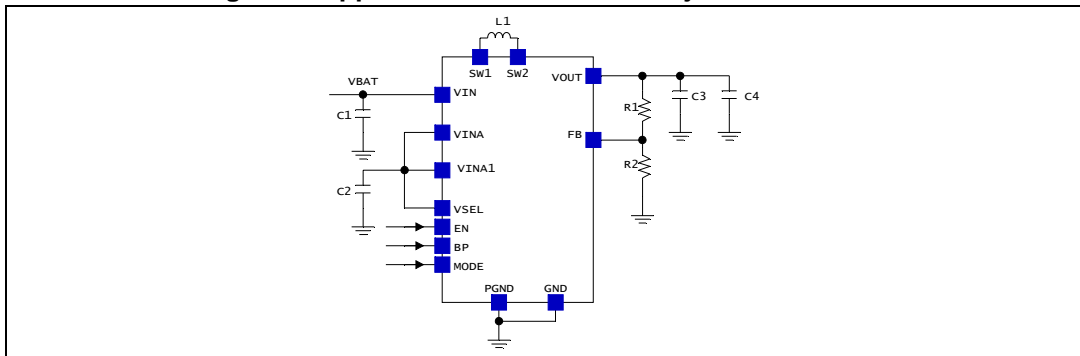 L1
SW1 SW2
VBAT
VIN
VOUT
C1
R1
C3
C4
VINA
FB
VINA1
R2
C2
VSEL
EN
BP
MODE
PGND GND